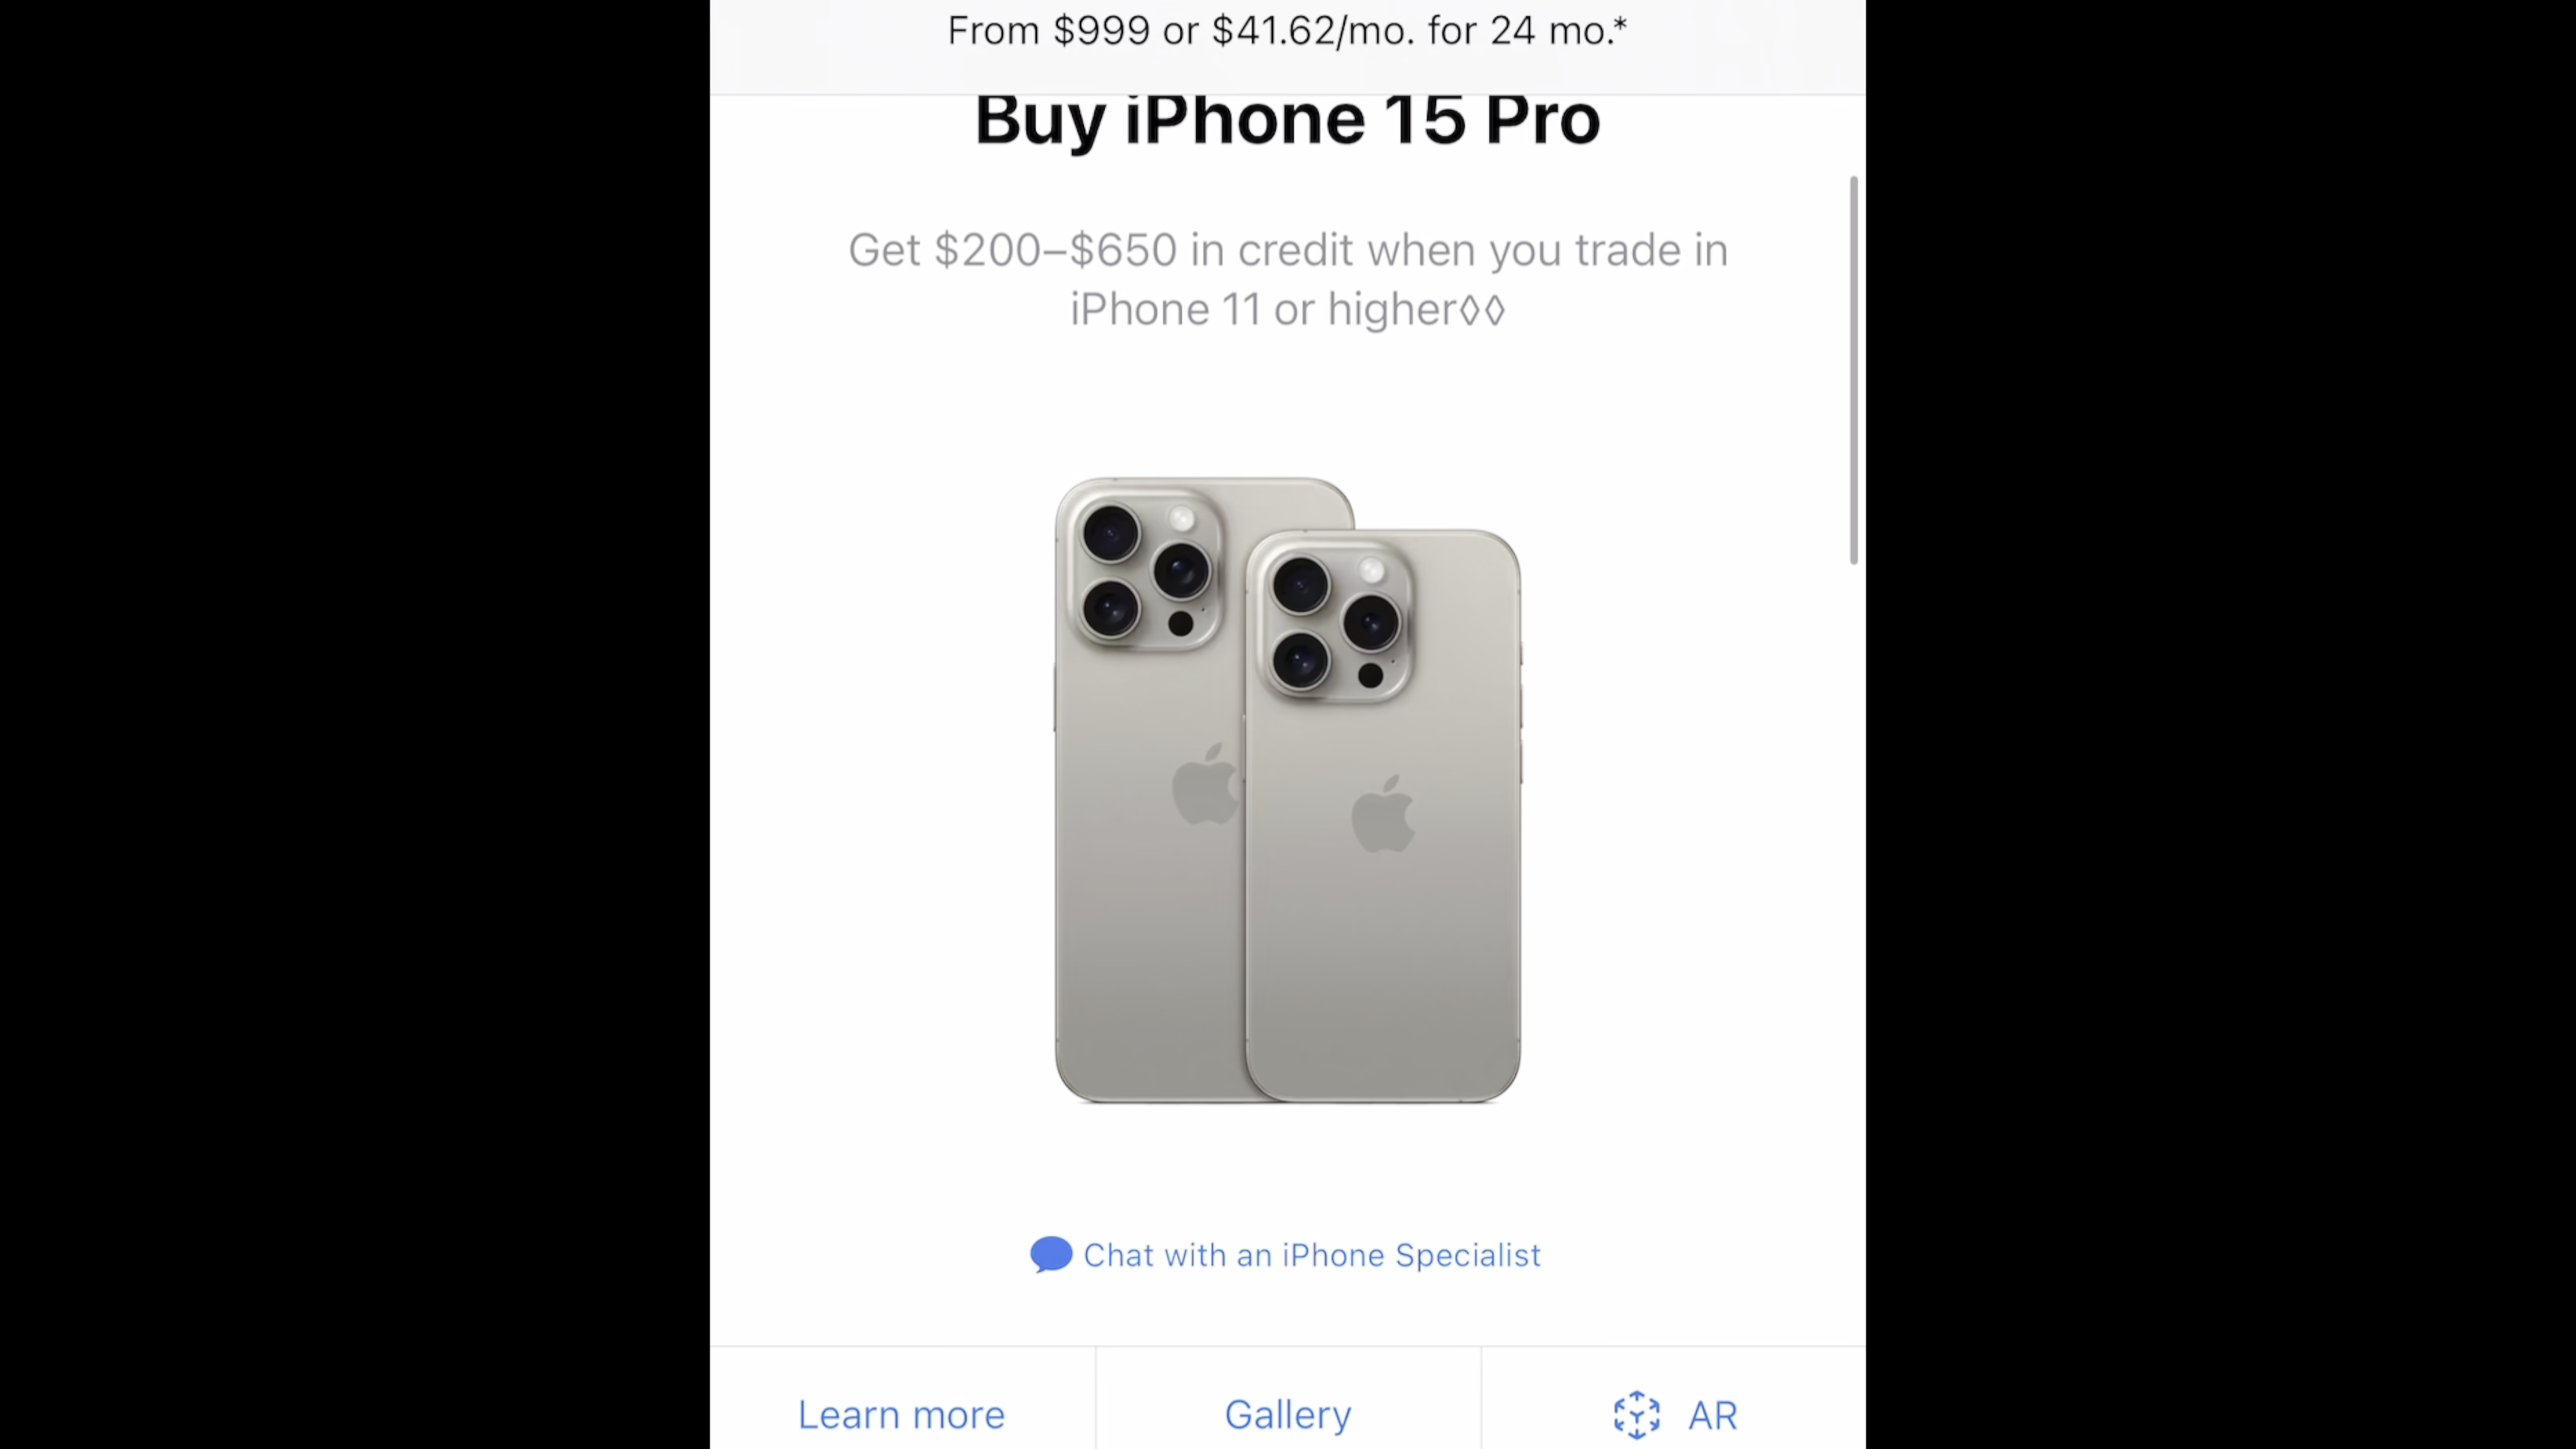 From $999 or $41.62/mo. for 24 mo.*
Buy iPhone 15 Pro
Get $200–$650 in credit when you trade in
iPhone 11 or higher◊◊
Chat with an iPhone Specialist
Learn more
Gallery
AR